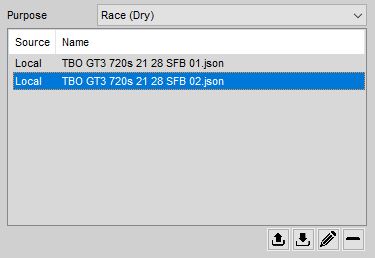 Purpose Race (Dry)
Source Name
Local TBO GT3 720s 21 28 SFB 01.json
Local TBO GT3 720s 21 28 SFB 02.json